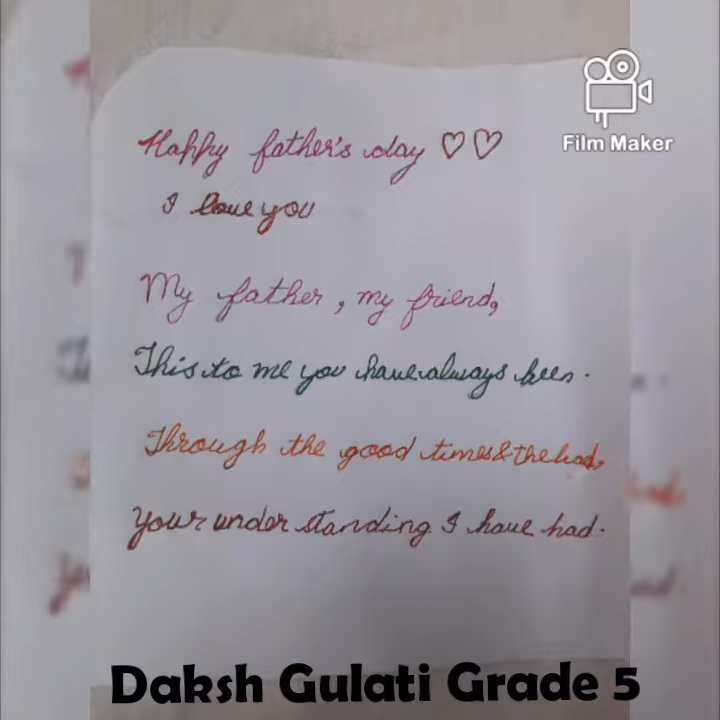 Film Maker
Happy father's day ♡♡
I love you
My father, my friend,
This to me you have always been.
Through the good times & the bad,
Your understanding I have had.
Daksh Gulati Grade 5